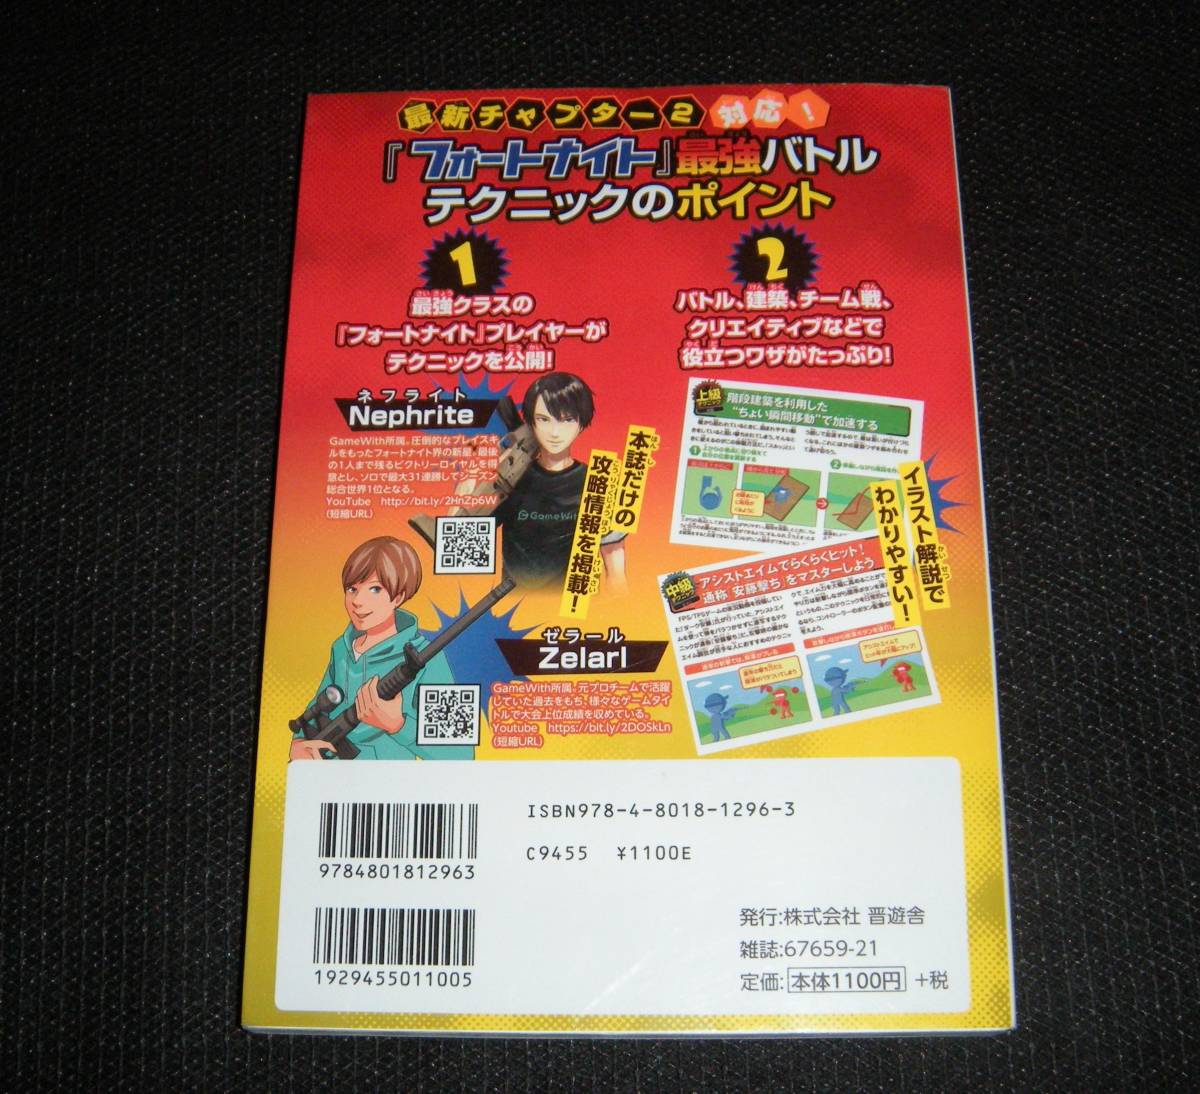 最新チャプター2 対応！
『フォートナイト』最強バトル
テクニックのポイント
1
最強クラスの
『フォートナイト』プレイヤーが
テクニックを公開!
2
バトル、建築、チーム戦、
クリエイティブなどで
役立つワザがたっぷり!
ネフライト
Nephrite
GameWith所属。圧倒的なプレイスキ
ルをもったフォートナイト界の新星。最後
の1人まで残るビクトリーロイヤルを得
意とし、ソロで最大31連勝してシーズン
総合世界1位となる。
YouTube http://bit.ly/2HnZp6W
(短縮URL)
GameWith
本誌だけの
攻略情報を掲載！
ゼラール
Zelarl
GameWith所属。元プロチームで活躍
していた過去をもち、様々なゲームタイ
トルで大会上位成績を収めている。
Youtube https://bit.ly/2DOSkLn
(短縮URL)
上級
テクニック
階段建築を利用した
“ちょい瞬間移動”で加速する
イラスト解説で
わかりやすい！
中級
テクニック
アシストエイムでらくらくヒット！
通称“安藤撃ち”をマスターしよう
ISBN978-4-8018-1296-3
C9455 ¥1100E
9784801812963
1929455011005
発行:株式会社 晋遊舎
雑誌:67659-21
定価:本体1100円 +税